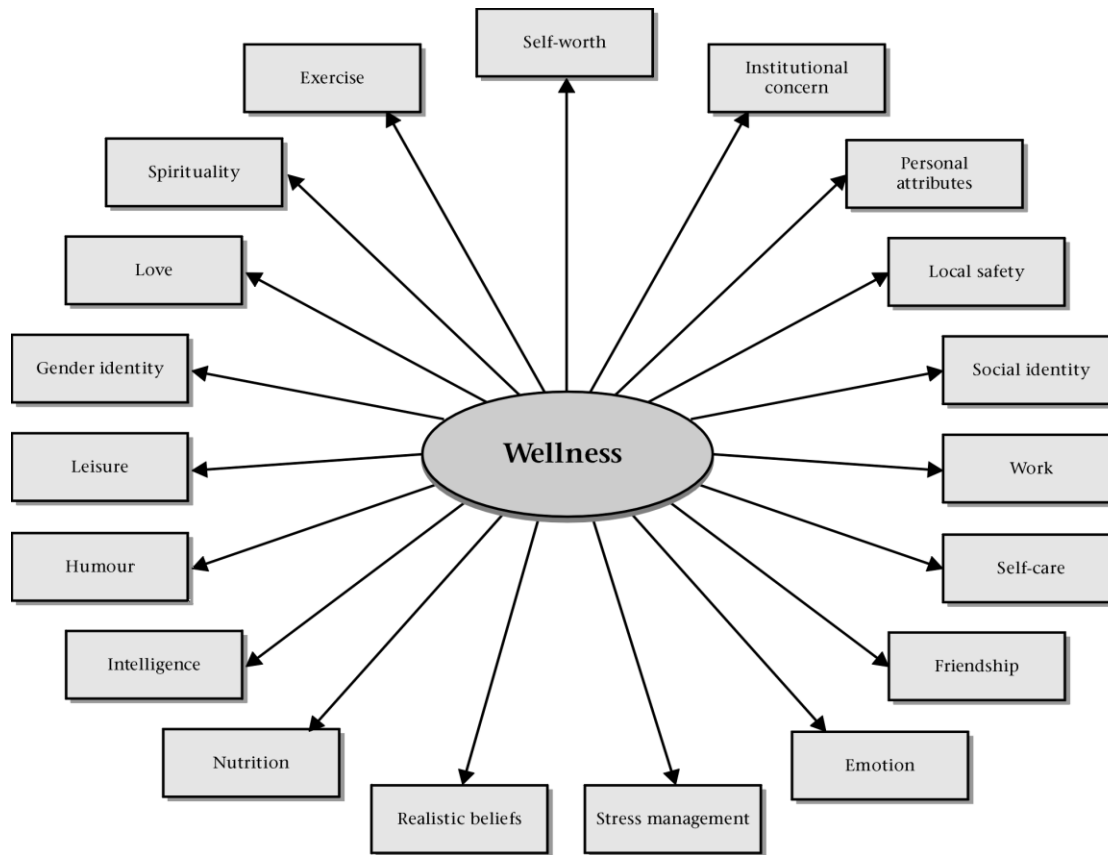 Self-worth
Exercise
Institutional
concern
Spirituality
Personal
attributes
Love
Local safety
Gender identity
Social identity
Wellness
Leisure
Work
Humour
Self-care
Intelligence
Friendship
Nutrition
Emotion
Realistic beliefs
Stress management